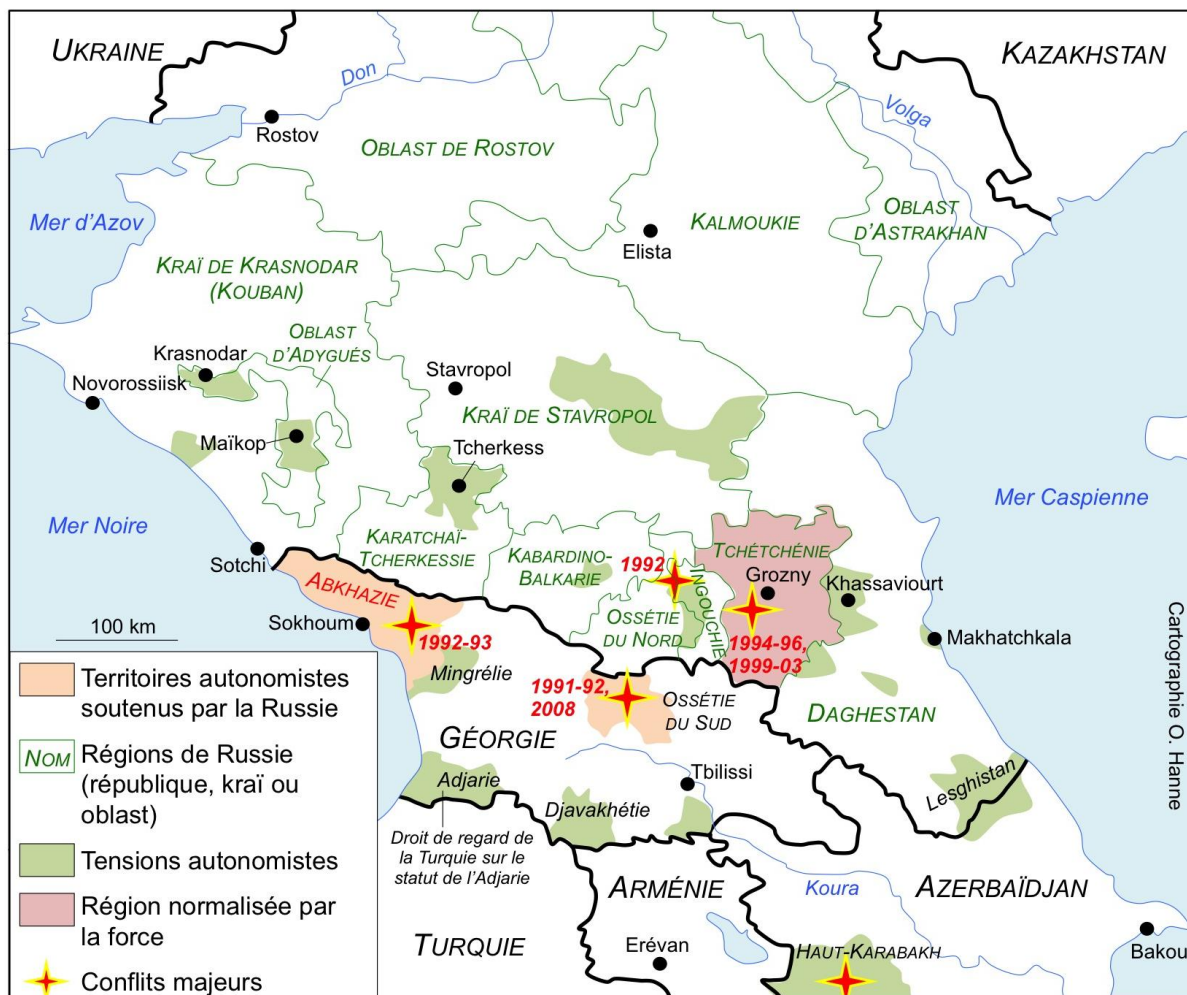 UKRAINE
KAZAKHSTAN
Don
Volga
Rostov
OBLAST DE ROSTOV
Mer d'Azov
KALMOUKIE
OBLAST
D'ASTRAKHAN
Elista
KRAÏ DE KRASNODAR
(KOUBAN)
OBLAST
D'ADYGUÉS
Krasnodar
Novorossiisk
Stavropol
KRAÏ DE STAVROPOL
Maïkop
Tcherkess
Mer Noire
Mer Caspienne
Sotchi
KARATCHAÏ-
TCHERKESSIE
KABARDINO-
BALKARIE
1992
INGOUCHIE
TCHÉTCHÉNIE
Grozny
Khassaviourt
ABKHAZIE
OSSÉTIE
DU NORD
100 km
Sokhoum
1992-93
1994-96,
1999-03
Makhatchkala
Mingrélie
1991-92,
2008
OSSÉTIE
DU SUD
DAGHESTAN
GÉORGIE
Tbilissi
Adjarie
Djavakhétie
Lesghistan
Droit de regard de
la Turquie sur le
statut de l'Adjarie
ARMÉNIE
Koura
AZERBAÏDJAN
TURQUIE
Erévan
HAUT-KARABAKH
Bakou
Territoires autonomistes
soutenus par la Russie
NOM Régions de Russie
(république, kraï ou
oblast)
Tensions autonomistes
Région normalisée par
la force
Conflits majeurs
Cartographie O. Hanne